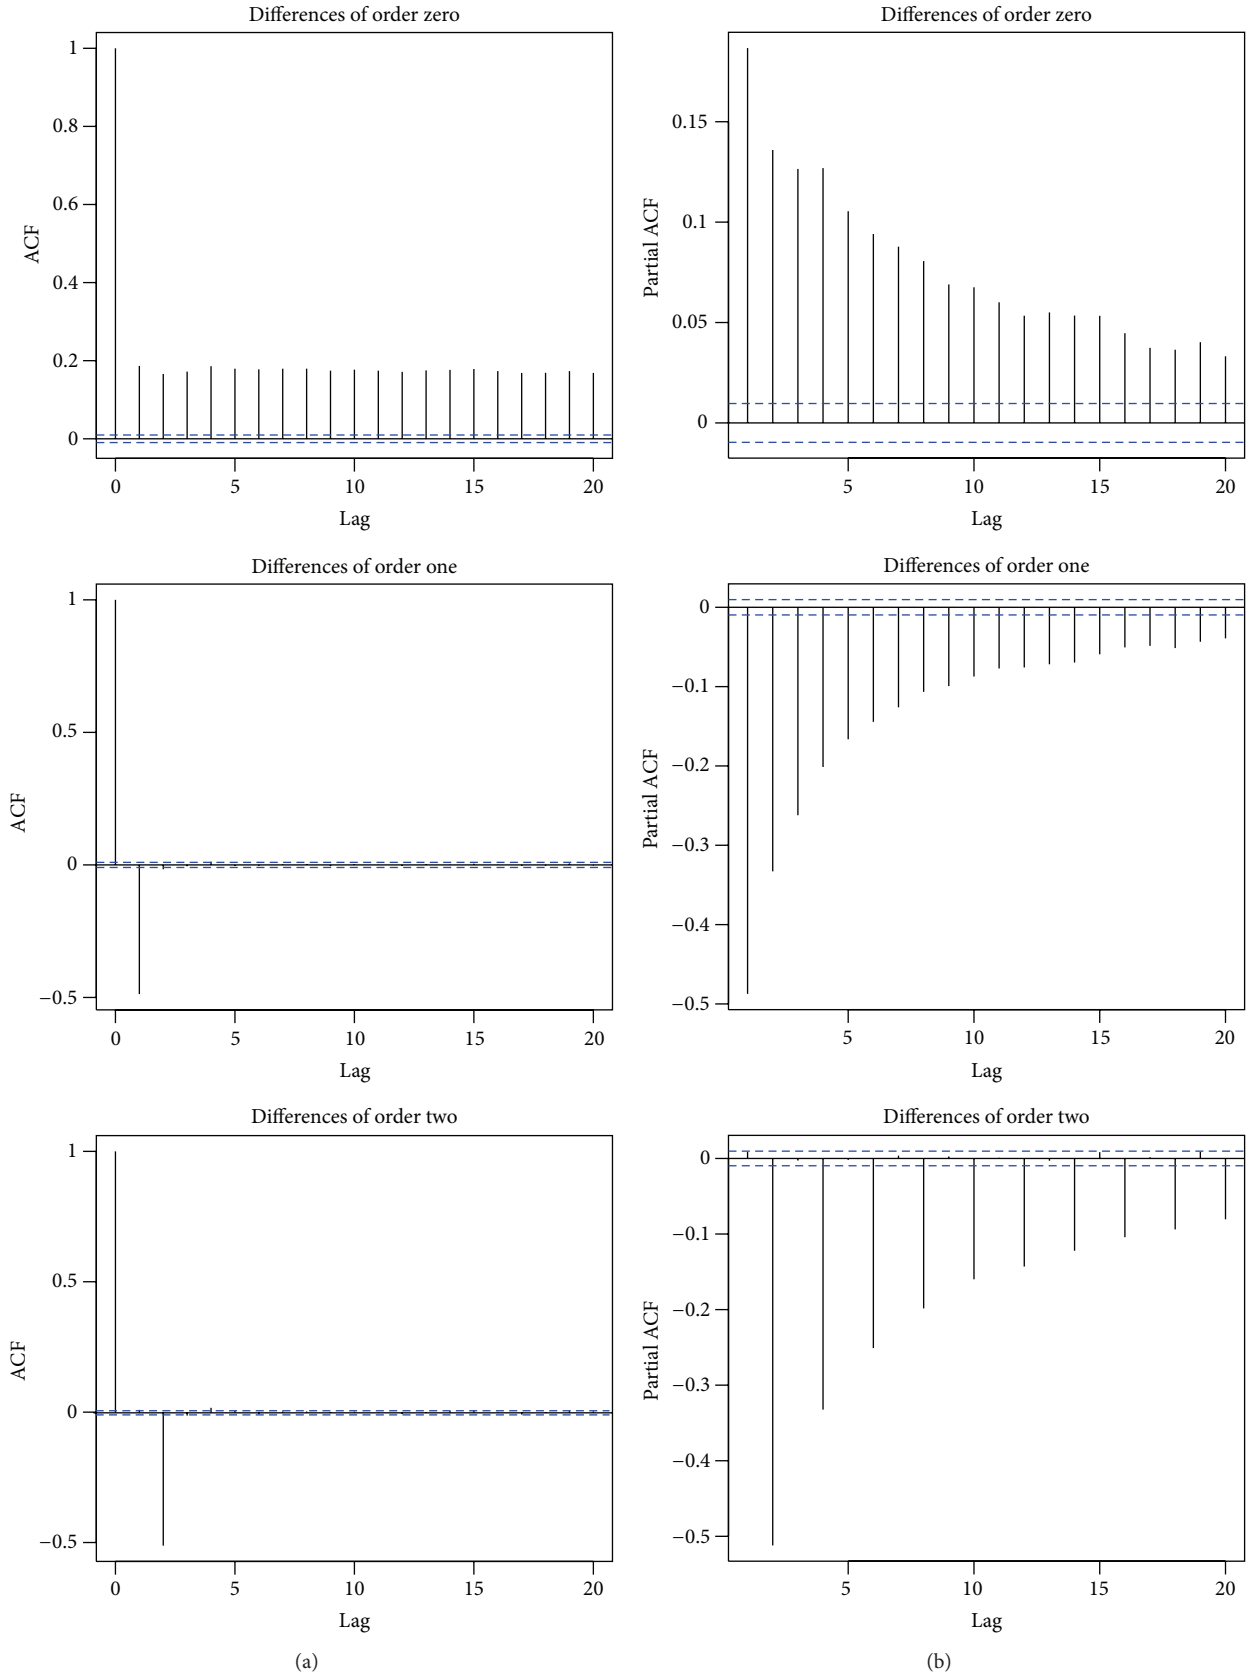 Differences of order zero
1
0.8
0.6
0.4
0.2
0
ACF
0 5 10 15 20
Lag
Differences of order zero
0.15
0.1
0.05
0
Partial ACF
5 10 15 20
Lag
Differences of order one
1
0.5
0
−0.5
ACF
0 5 10 15 20
Lag
Differences of order one
0
−0.1
−0.2
−0.3
−0.4
−0.5
Partial ACF
5 10 15 20
Lag
Differences of order two
1
0.5
0
−0.5
ACF
0 5 10 15 20
Lag
(a)
Differences of order two
0
−0.1
−0.2
−0.3
−0.4
−0.5
Partial ACF
5 10 15 20
Lag
(b)